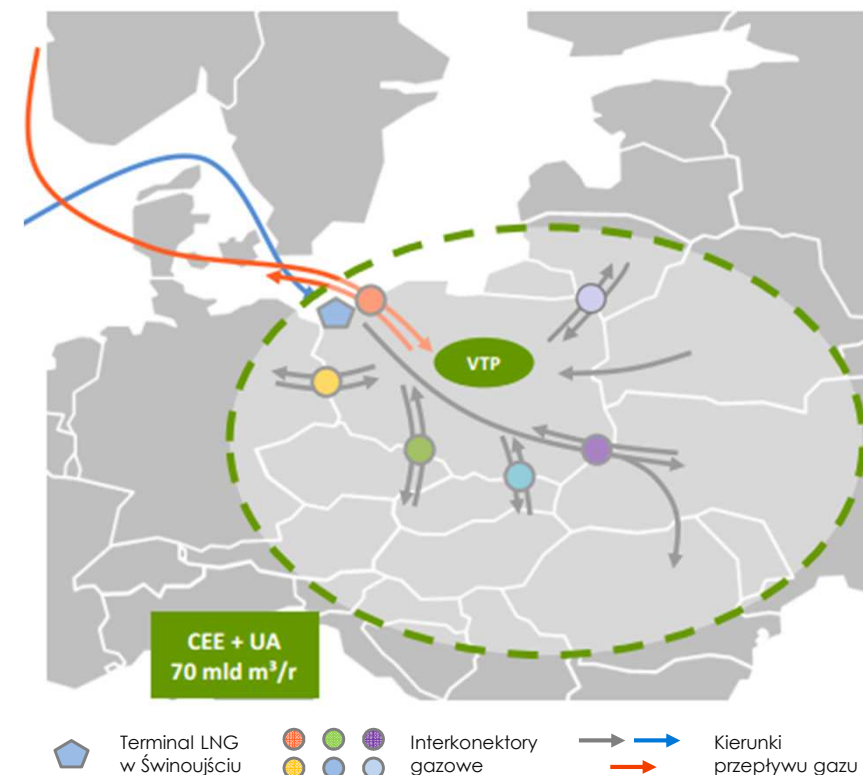 VTP
CEE + UA
70 mld m³/r
Terminal LNG
w Świnoujściu
Interkonektory
gazowe
Kierunki
przepływu gazu